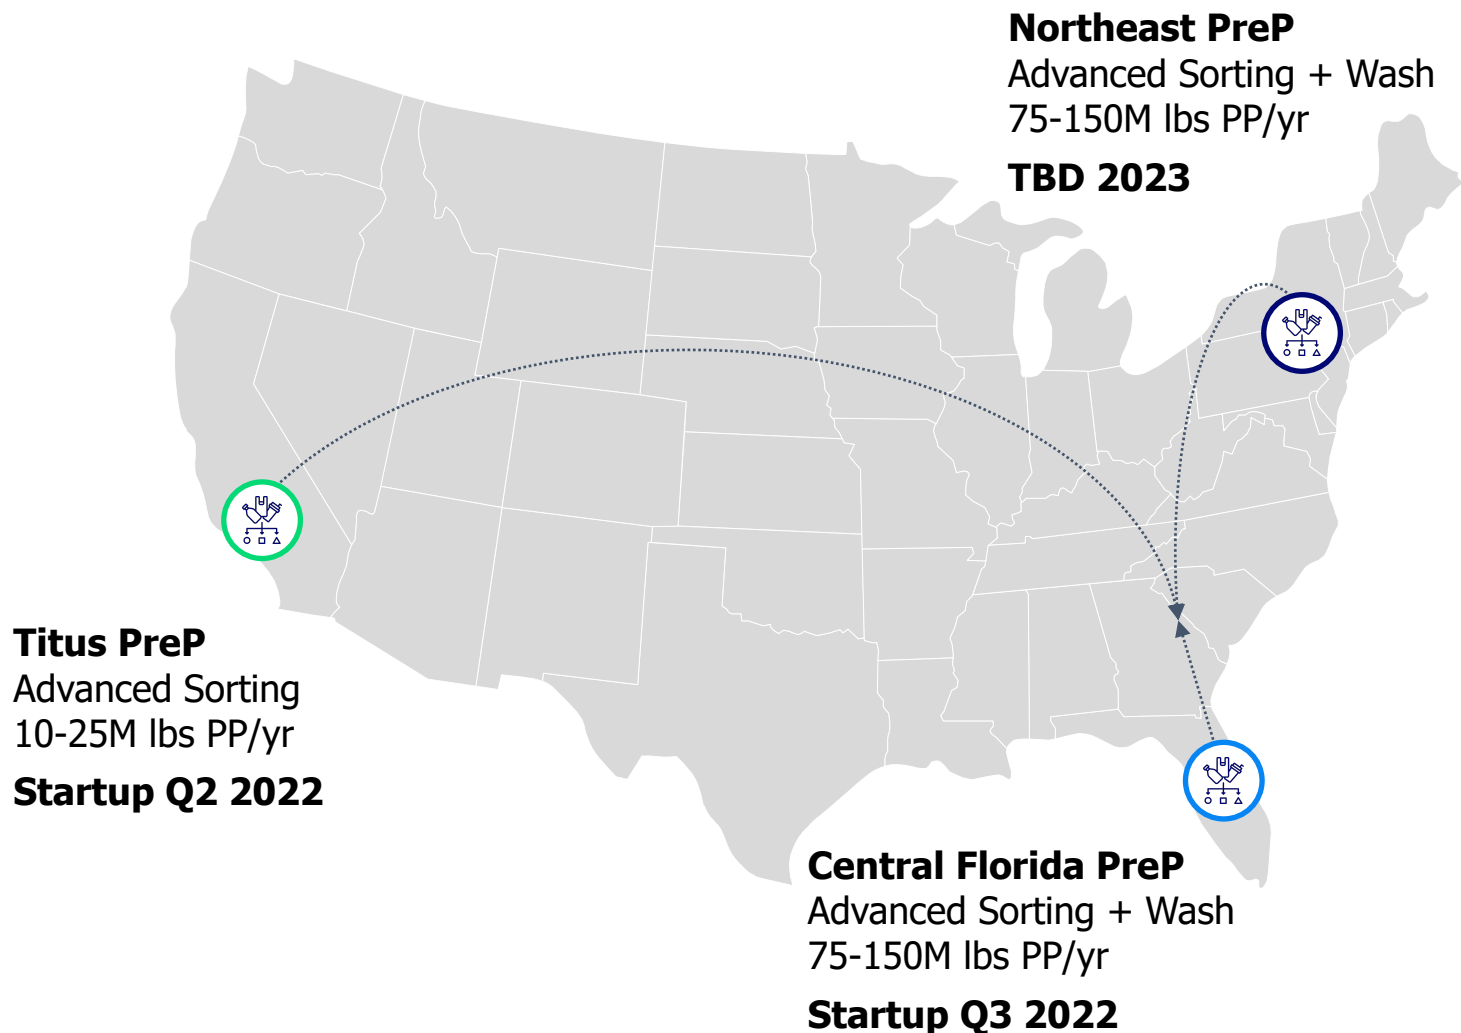 Northeast PreP
Advanced Sorting + Wash
75-150M lbs PP/yr
TBD 2023
Titus PreP
Advanced Sorting
10-25M lbs PP/yr
Startup Q2 2022
Central Florida PreP
Advanced Sorting + Wash
75-150M lbs PP/yr
Startup Q3 2022